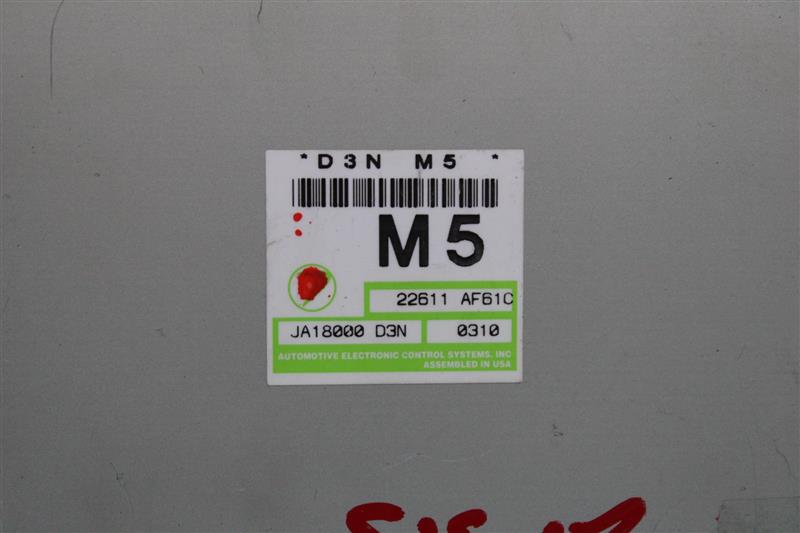 *D3N M5 *
M5
22611 AF61C
JA18000 D3N
0310
AUTOMOTIVE ELECTRONIC CONTROL SYSTEMS, INC
ASSEMBLED IN USA